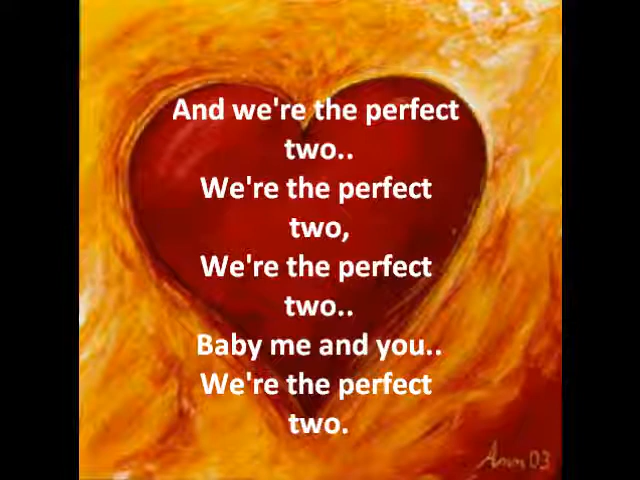 And we're the perfect
two..
We're the perfect
two,
We're the perfect
two..
Baby me and you..
We're the perfect
two.